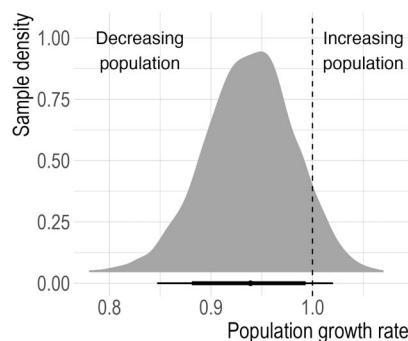 Decreasing
population
Increasing
population
Sample density
1.00
0.75
0.50
0.25
0.00
0.8
0.9
1.0
Population growth rate